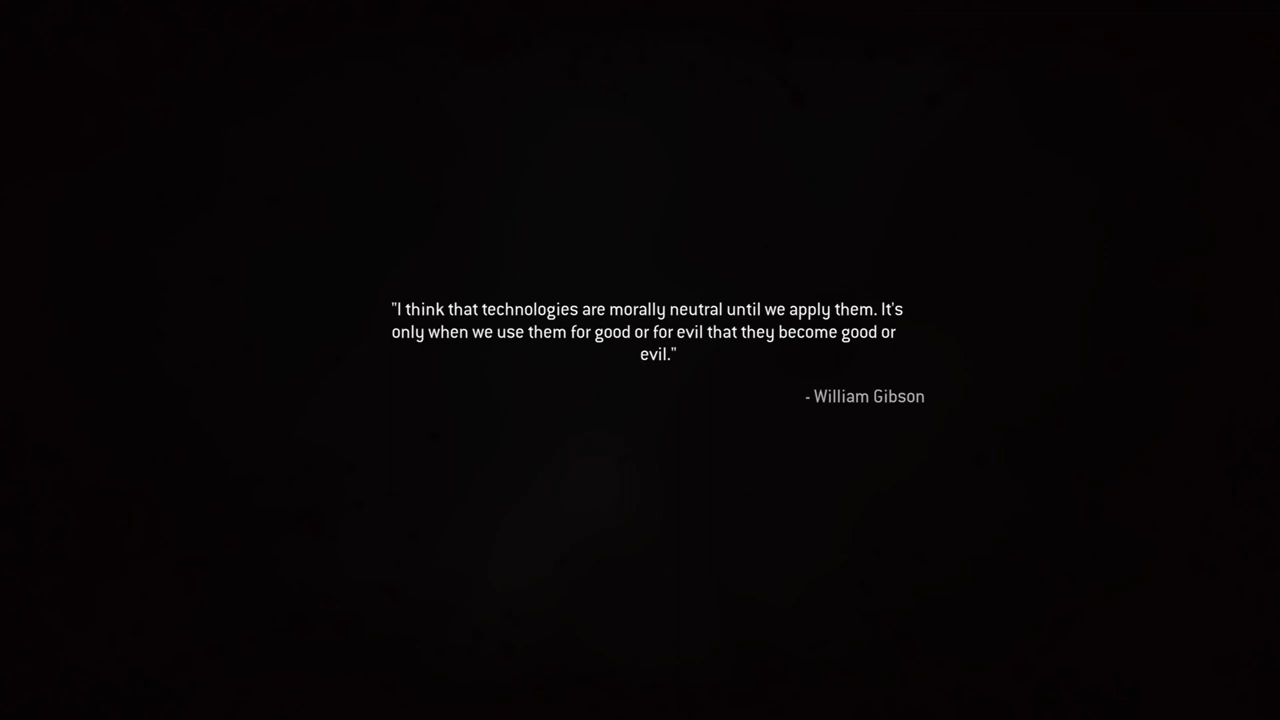 "I think that technologies are morally neutral until we apply them. It's
only when we use them for good or for evil that they become good or
evil."
- William Gibson